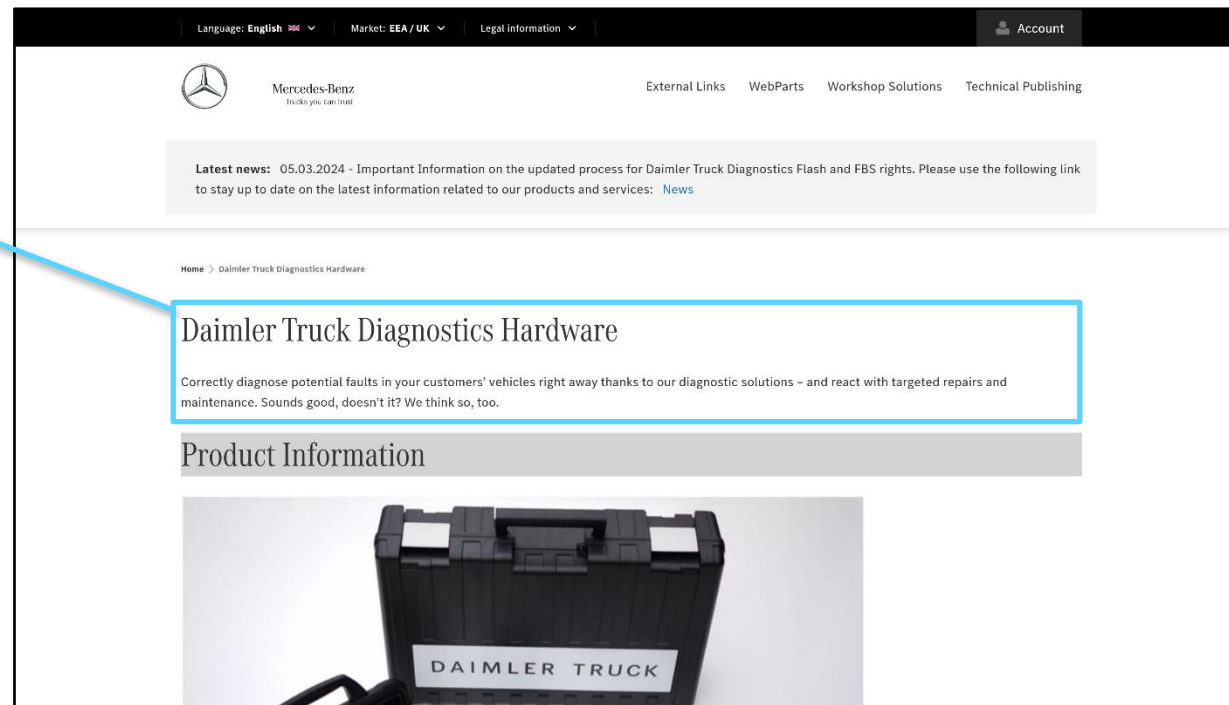 Language: English
Market: EEA / UK
Legal information
Account
Mercedes-Benz
Trucks you can trust
External Links
WebParts
Workshop Solutions
Technical Publishing
Latest news: 05.03.2024 - Important Information on the updated process for Daimler Truck Diagnostics Flash and FBS rights. Please use the following link
to stay up to date on the latest information related to our products and services: News
Home > Daimler Truck Diagnostics Hardware
Daimler Truck Diagnostics Hardware
Correctly diagnose potential faults in your customers' vehicles right away thanks to our diagnostic solutions – and react with targeted repairs and
maintenance. Sounds good, doesn't it? We think so, too.
Product Information
DAIMLER TRUCK